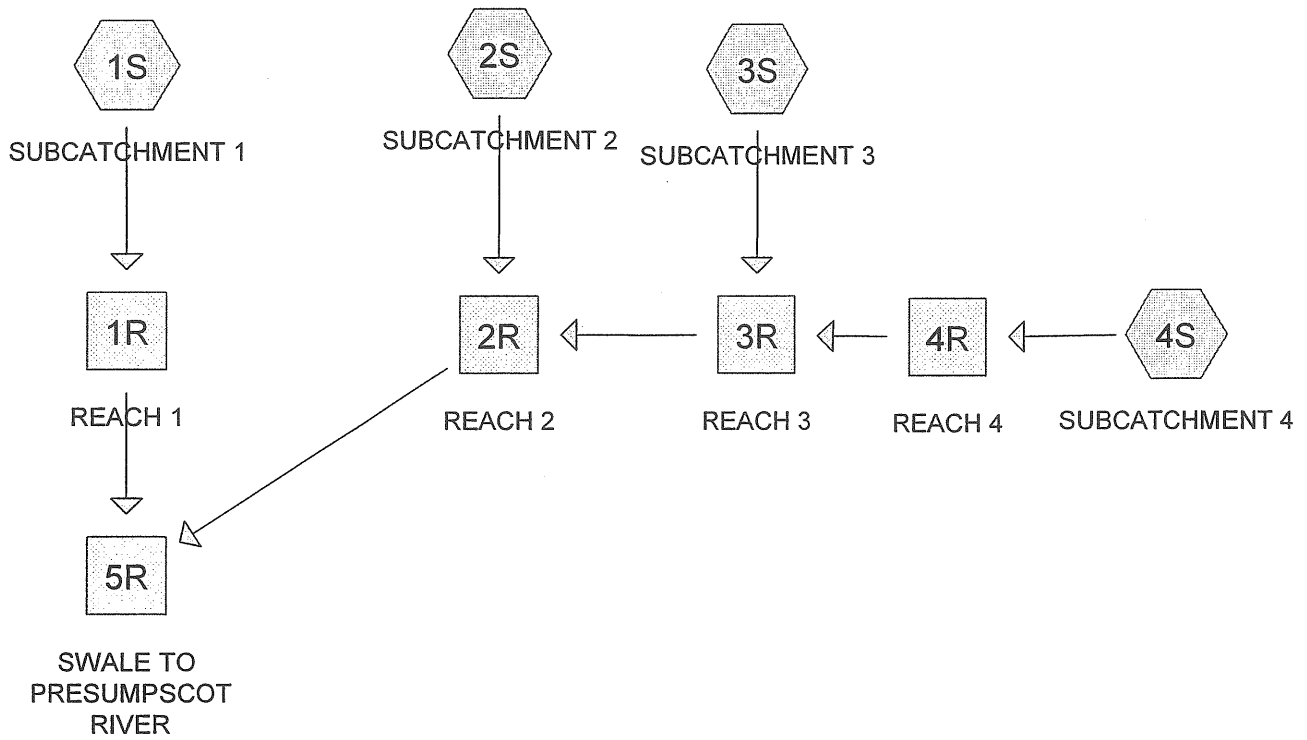 1S
2S
3S
SUBCATCHMENT 1
SUBCATCHMENT 2
SUBCATCHMENT 3
1R
2R
3R
4R
4S
REACH 1
REACH 2
REACH 3
REACH 4
SUBCATCHMENT 4
5R
SWALE TO
PRESUMPSCOT
RIVER